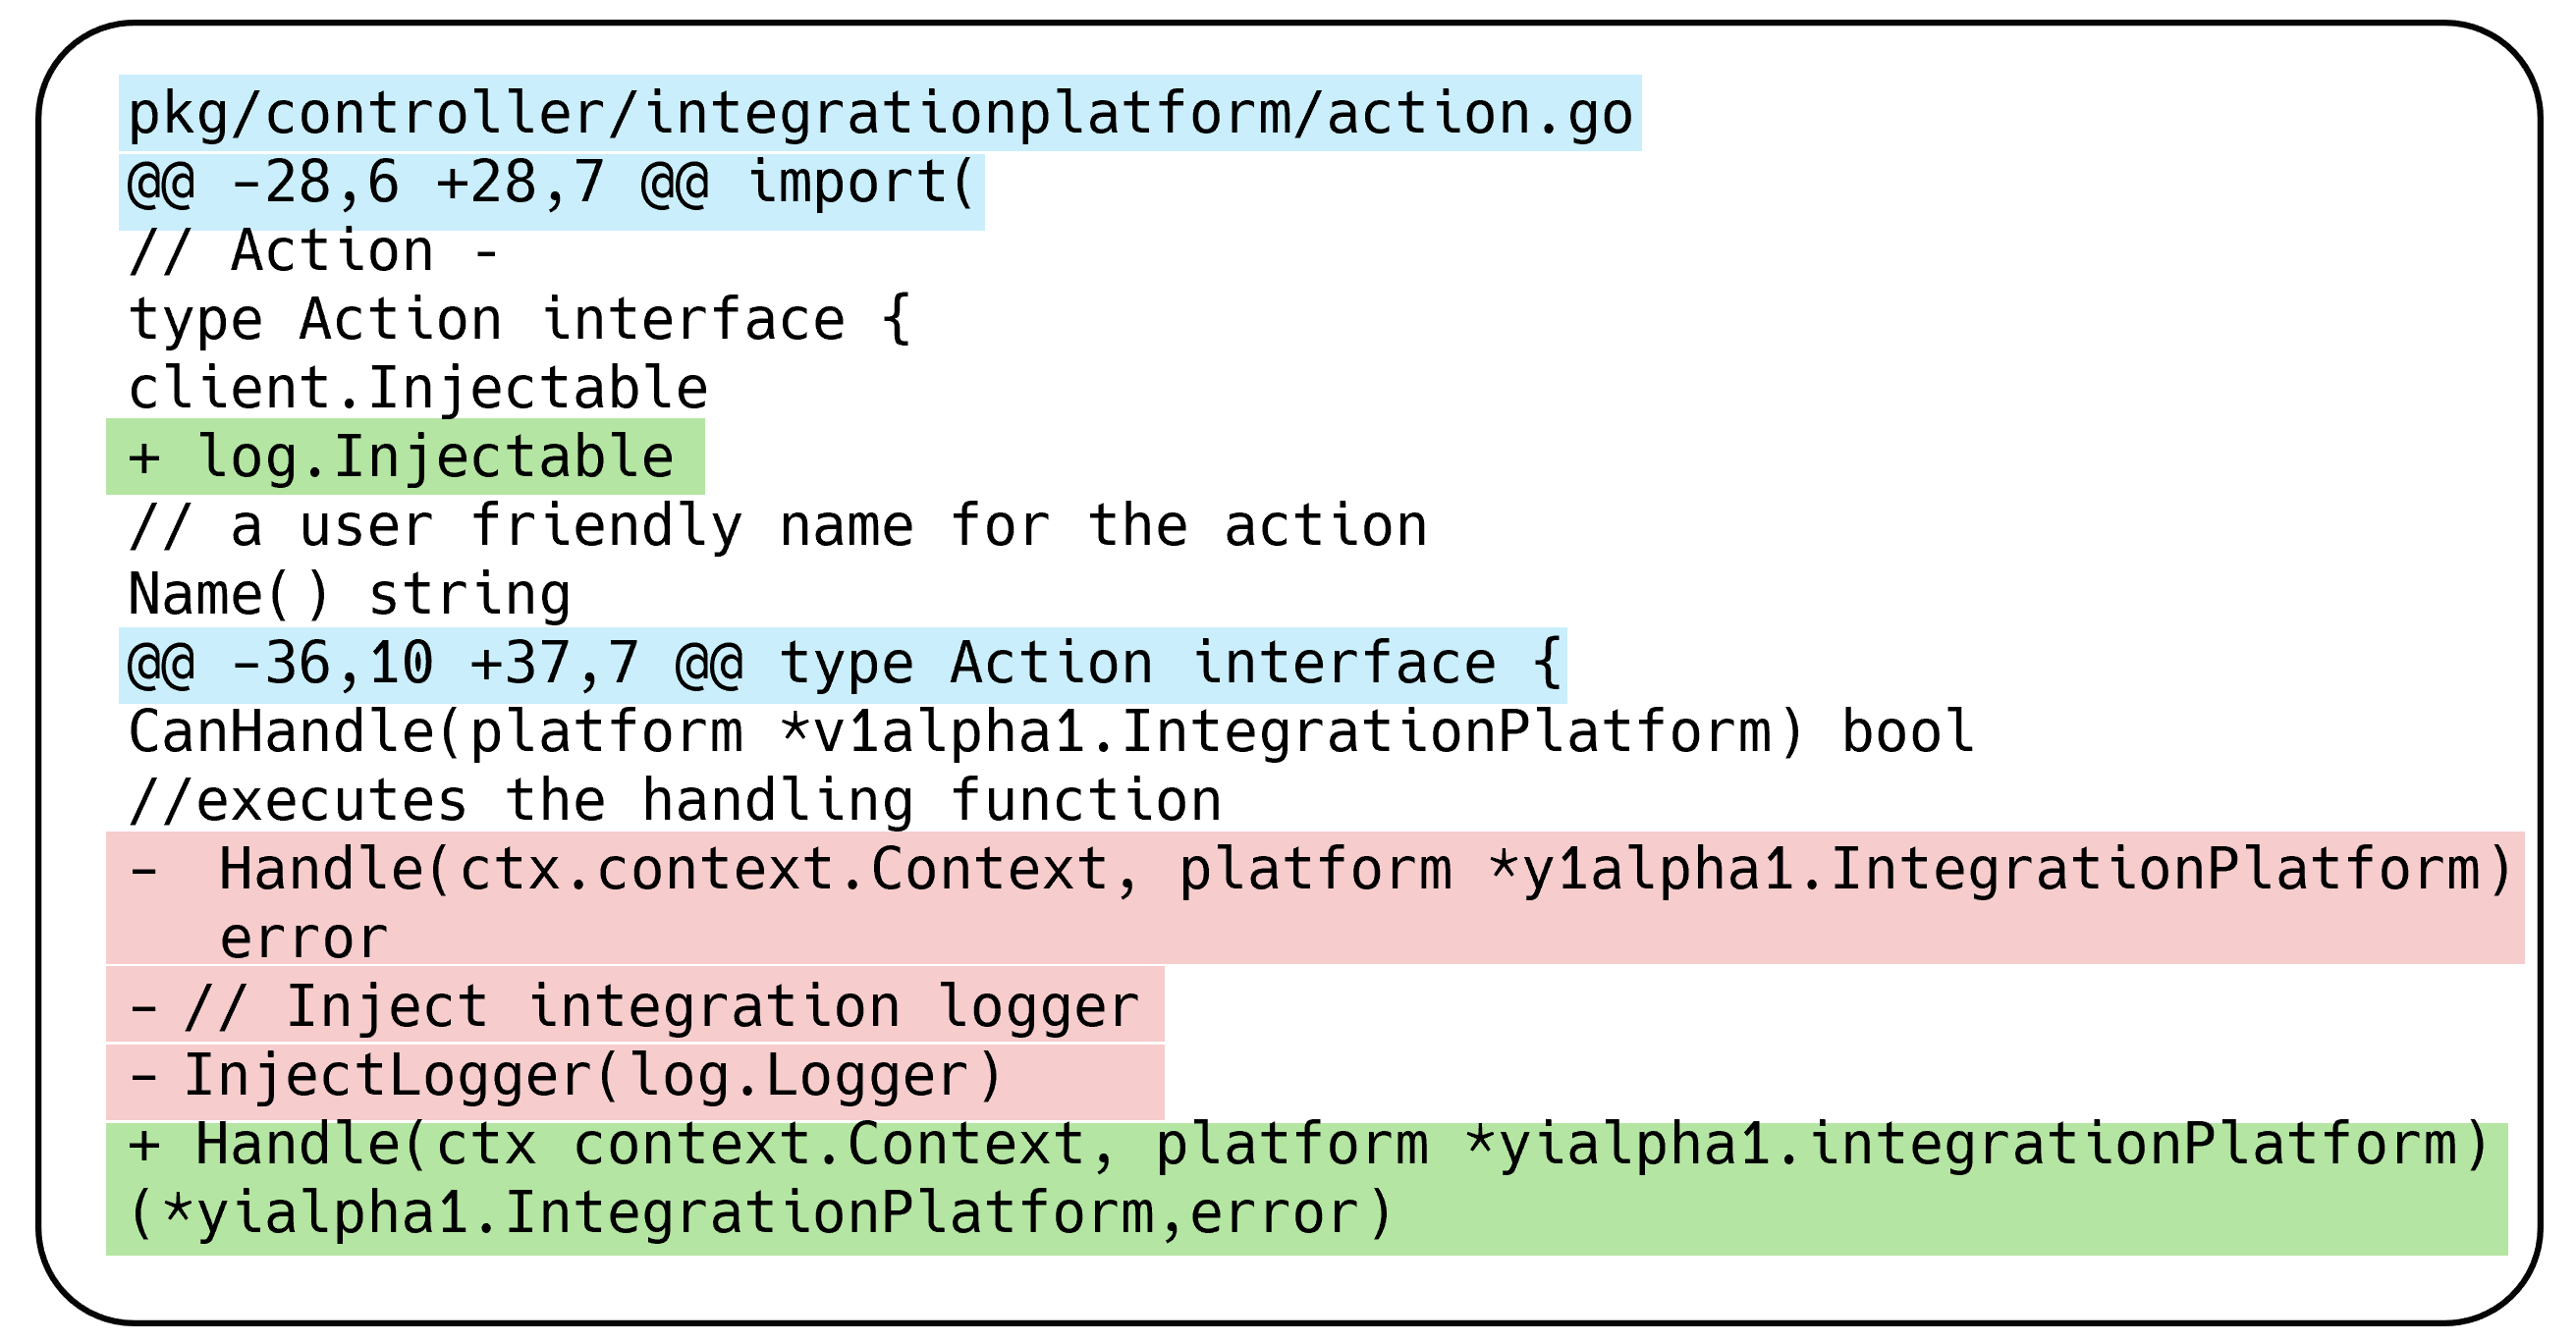 pkg/controller/integrationplatform/action.go
@@ -28,6 +28,7 @@ import(
// Action -
type Action interface {
client.Injectable
+ log.Injectable
// a user friendly name for the action
Name() string
@@ -36,10 +37,7 @@ type Action interface {
CanHandle(platform *v1alpha1.IntegrationPlatform) bool
//executes the handling function
- Handle(ctx.context.Context, platform *y1alpha1.IntegrationPlatform)
error
- // Inject integration logger
- InjectLogger(log.Logger)
+ Handle(ctx context.Context, platform *yialpha1.integrationPlatform)
(*yialpha1.IntegrationPlatform,error)